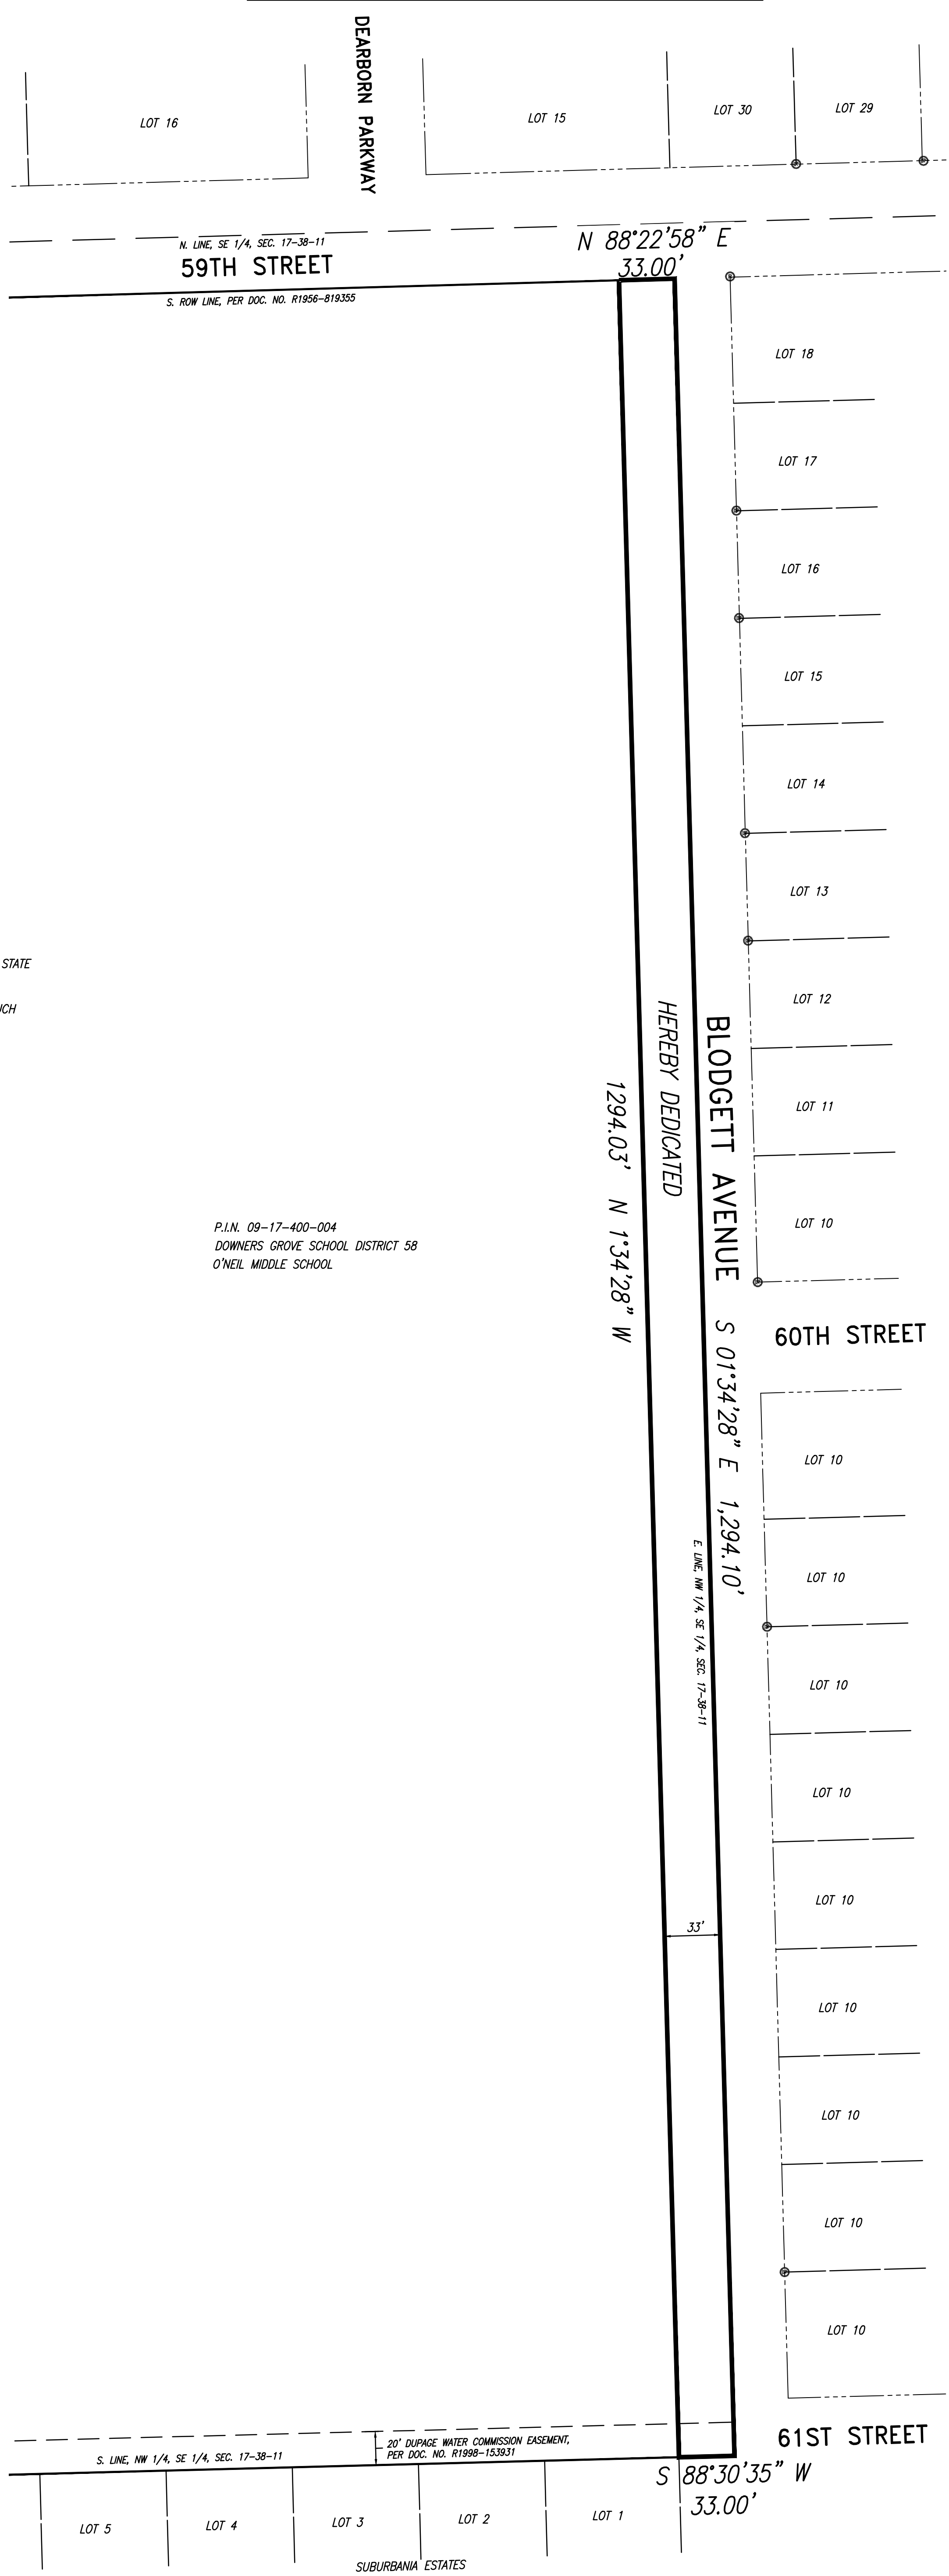 DEARBORN PARKWAY
LOT 16
LOT 15
LOT 30
LOT 29
N. LINE, SE 1/4, SEC. 17-38-11
59TH STREET
S. ROW LINE, PER DOC. NO. R1956-819355
N 88°22'58" E
33.00'
LOT 18
LOT 17
LOT 16
LOT 15
LOT 14
LOT 13
LOT 12
LOT 11
LOT 10
STATE
HEREBY DEDICATED
BLODGETT AVENUE
1294.03' N 1°34'28" W
S 01°34'28" E 1,294.10'
P.I.N. 09-17-400-004
DOWNERS GROVE SCHOOL DISTRICT 58
O'NEIL MIDDLE SCHOOL
60TH STREET
LOT 10
LOT 10
LOT 10
LOT 10
LOT 10
LOT 10
LOT 10
LOT 10
LOT 10
E. LINE, NW 1/4, SE 1/4, SEC. 17-38-11
33'
61ST STREET
20' DUPAGE WATER COMMISSION EASEMENT,
PER DOC. NO. R1998-153931
S. LINE, NW 1/4, SE 1/4, SEC. 17-38-11
S 88°30'35" W
33.00'
LOT 5
LOT 4
LOT 3
LOT 2
LOT 1
SUBURBANIA ESTATES